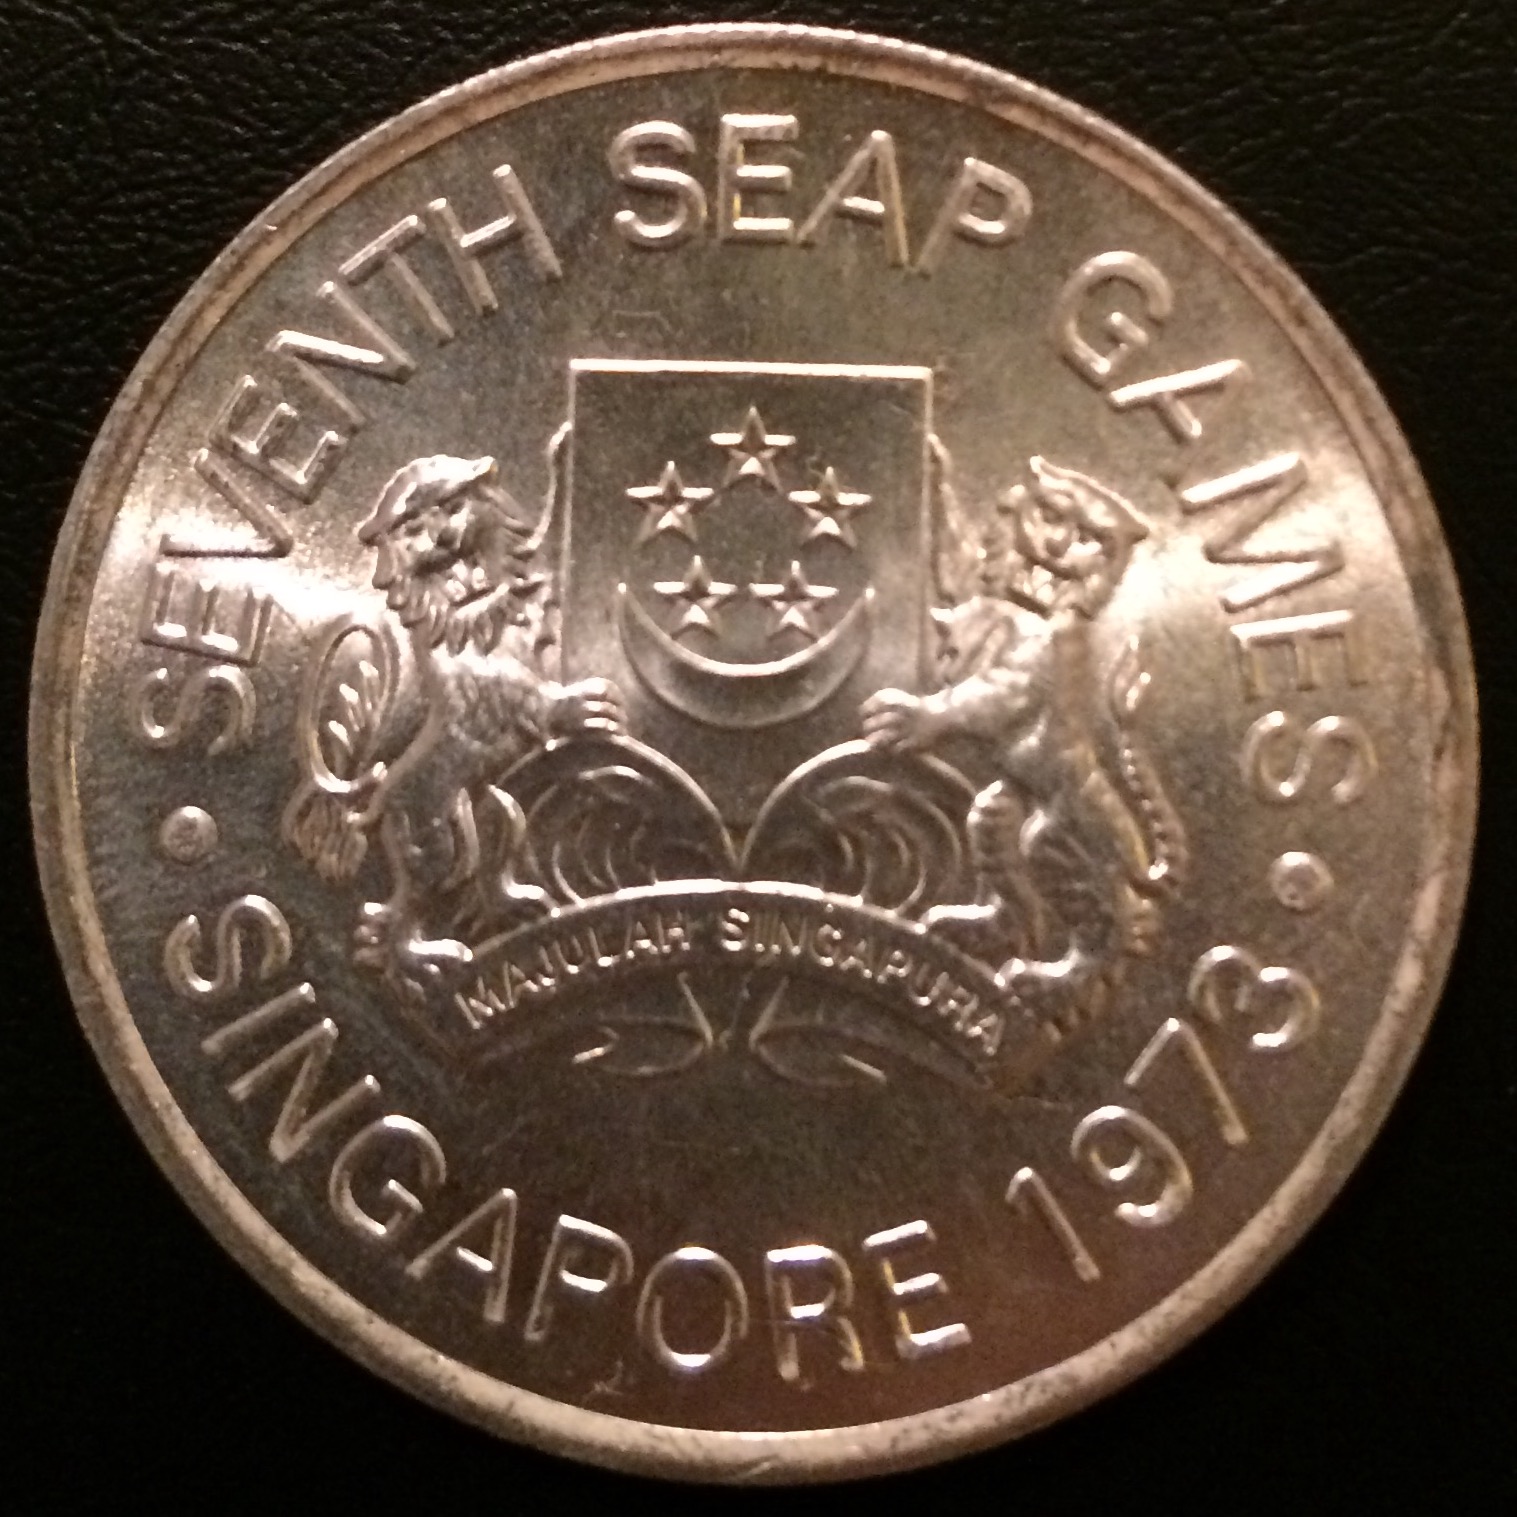 SEVENTH SEAP GAMES
MAJULAH SINGAPURA
SINGAPORE 1973